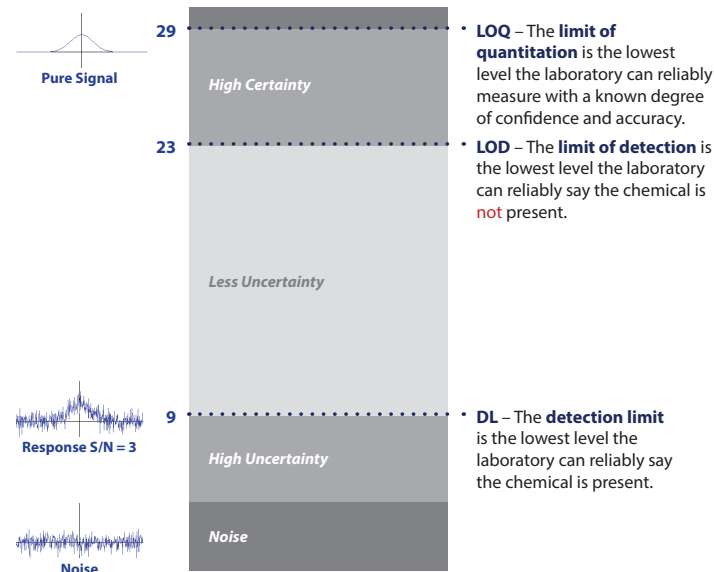 29
LOQ – The limit of
quantitation is the lowest
level the laboratory can reliably
measure with a known degree
of confidence and accuracy.
Pure Signal
High Certainty
23
LOD – The limit of detection is
the lowest level the laboratory
can reliably say the chemical is
not present.
Less Uncertainty
9
DL – The detection limit
is the lowest level the
laboratory can reliably say
the chemical is present.
Response S/N = 3
High Uncertainty
Noise
Noise